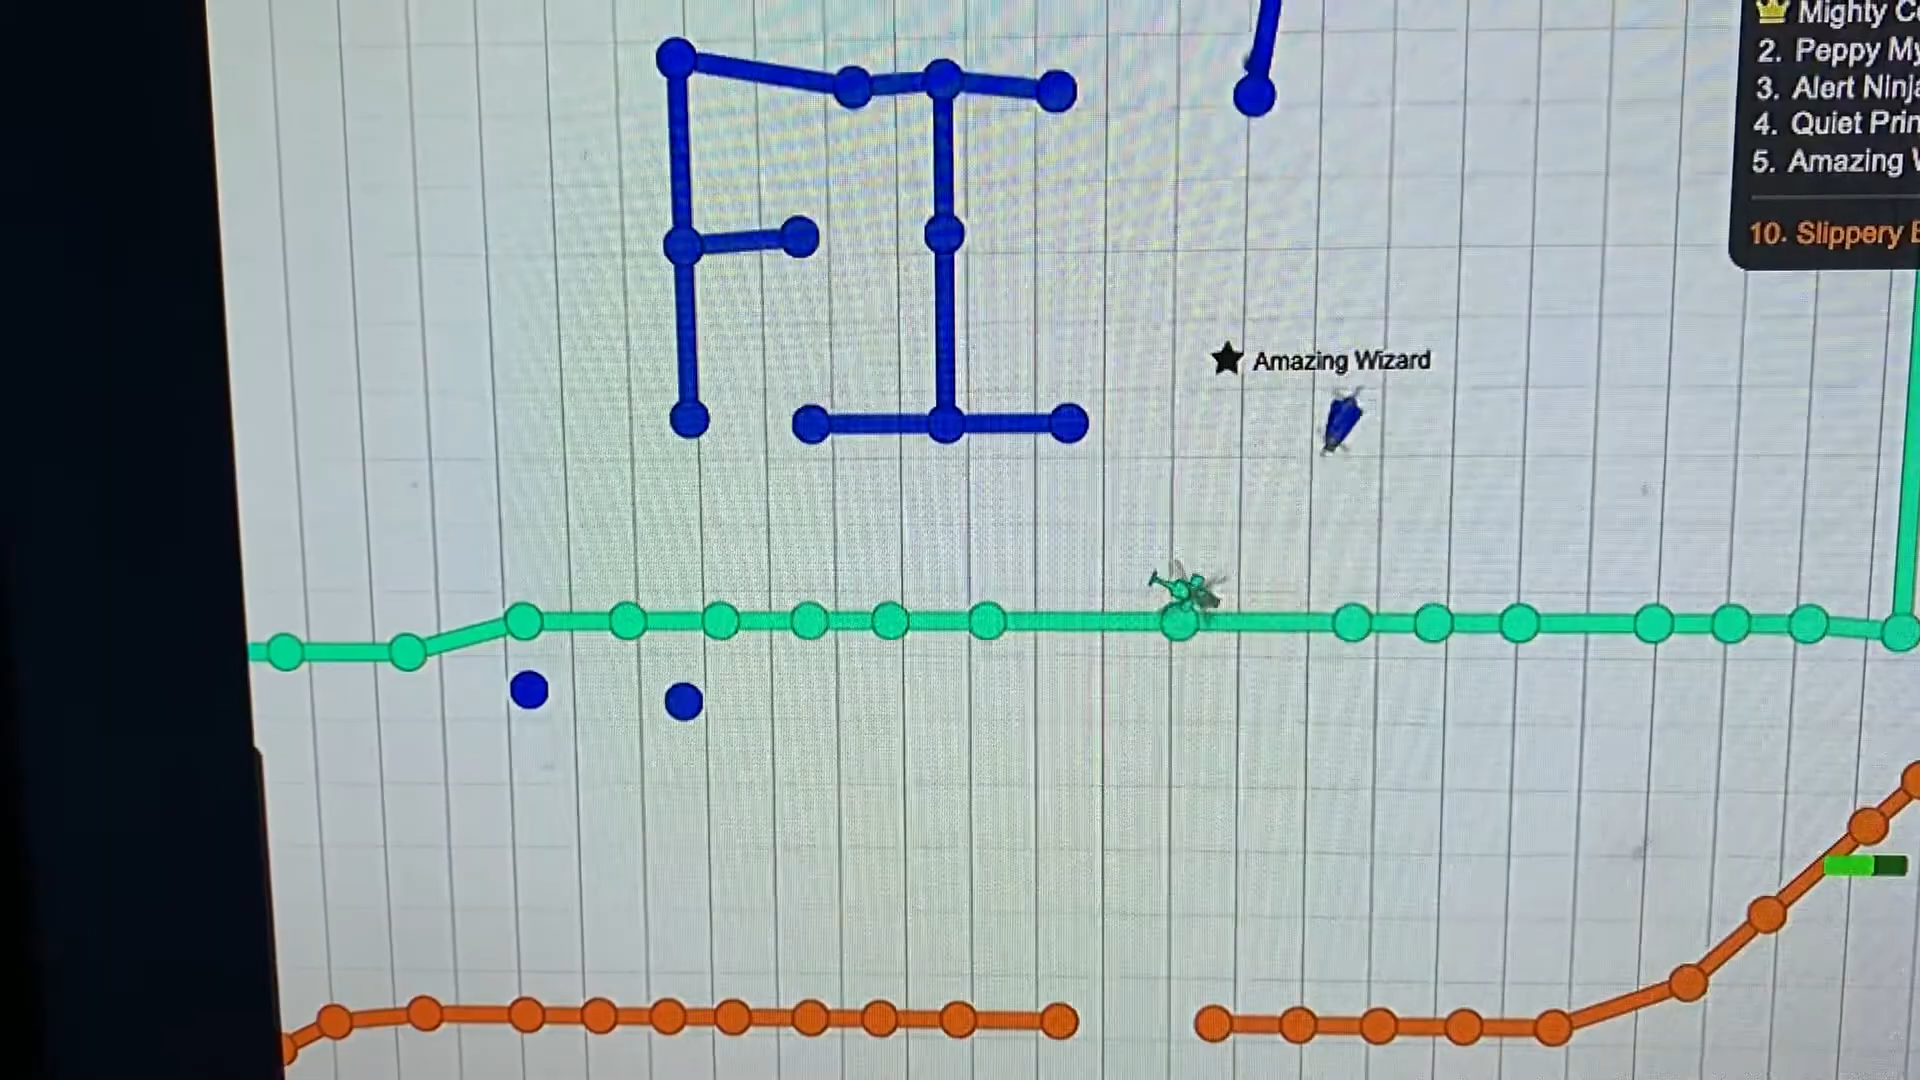 Mighty
2. Peppy
3. Alert
4. Quiet
5. Amazing
10. Slippery
Amazing Wizard
FI